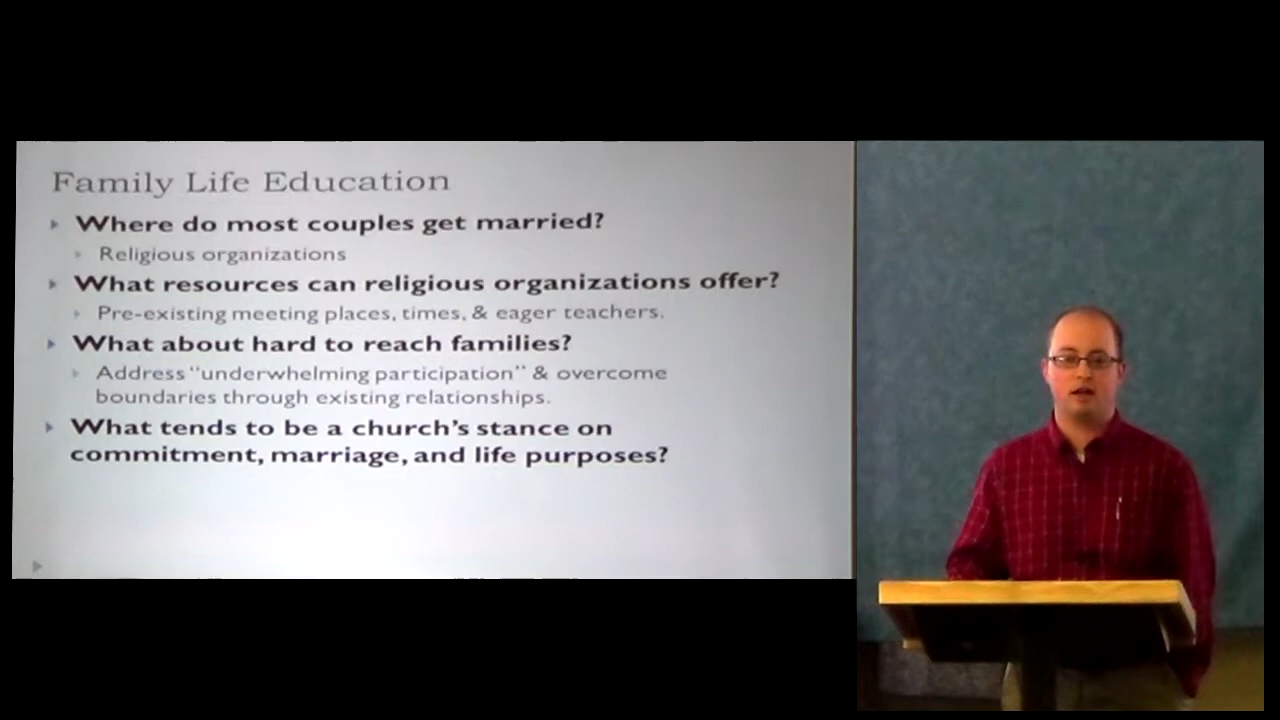 Family Life Education
Where do most couples get married?
Religious organizations
What resources can religious organizations offer?
Pre-existing meeting places, times, & eager teachers.
What about hard to reach families?
Address "underwhelming participation" & overcome
boundaries through existing relationships.
What tends to be a church's stance on
commitment, marriage, and life purposes?